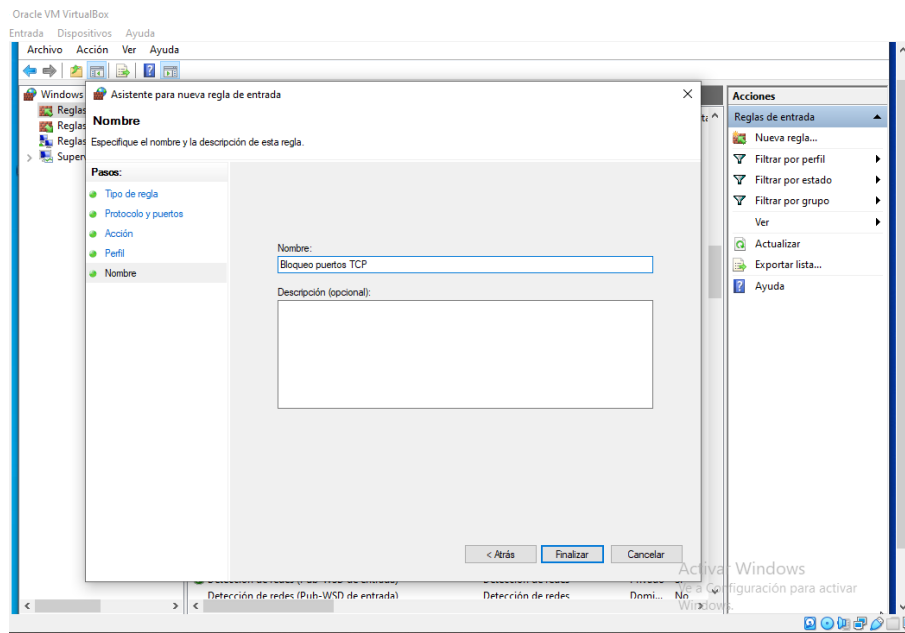 Oracle VM VirtualBox
Entrada Dispositivos Ayuda
Archivo Acción Ver Ayuda
Windows
Reglas
Reglas
Reglas
Superv
Asistente para nueva regla de entrada
Nombre
Especifique el nombre y la descripción de esta regla.
Pasos:
Tipo de regla
Protocolo y puertos
Acción
Perfil
Nombre
Nombre:
Bloqueo puertos TCP
Descripción (opcional):
< Atrás Finalizar Cancelar
Acciones
Reglas de entrada
Nueva regla...
Filtrar por perfil
Filtrar por estado
Filtrar por grupo
Ver
Actualizar
Exportar lista...
Ayuda
Detección de redes (Pub-WSD de entrada) Detección de redes Domi... No
Activar Windows
Ve a Configuración para activar
Windows.